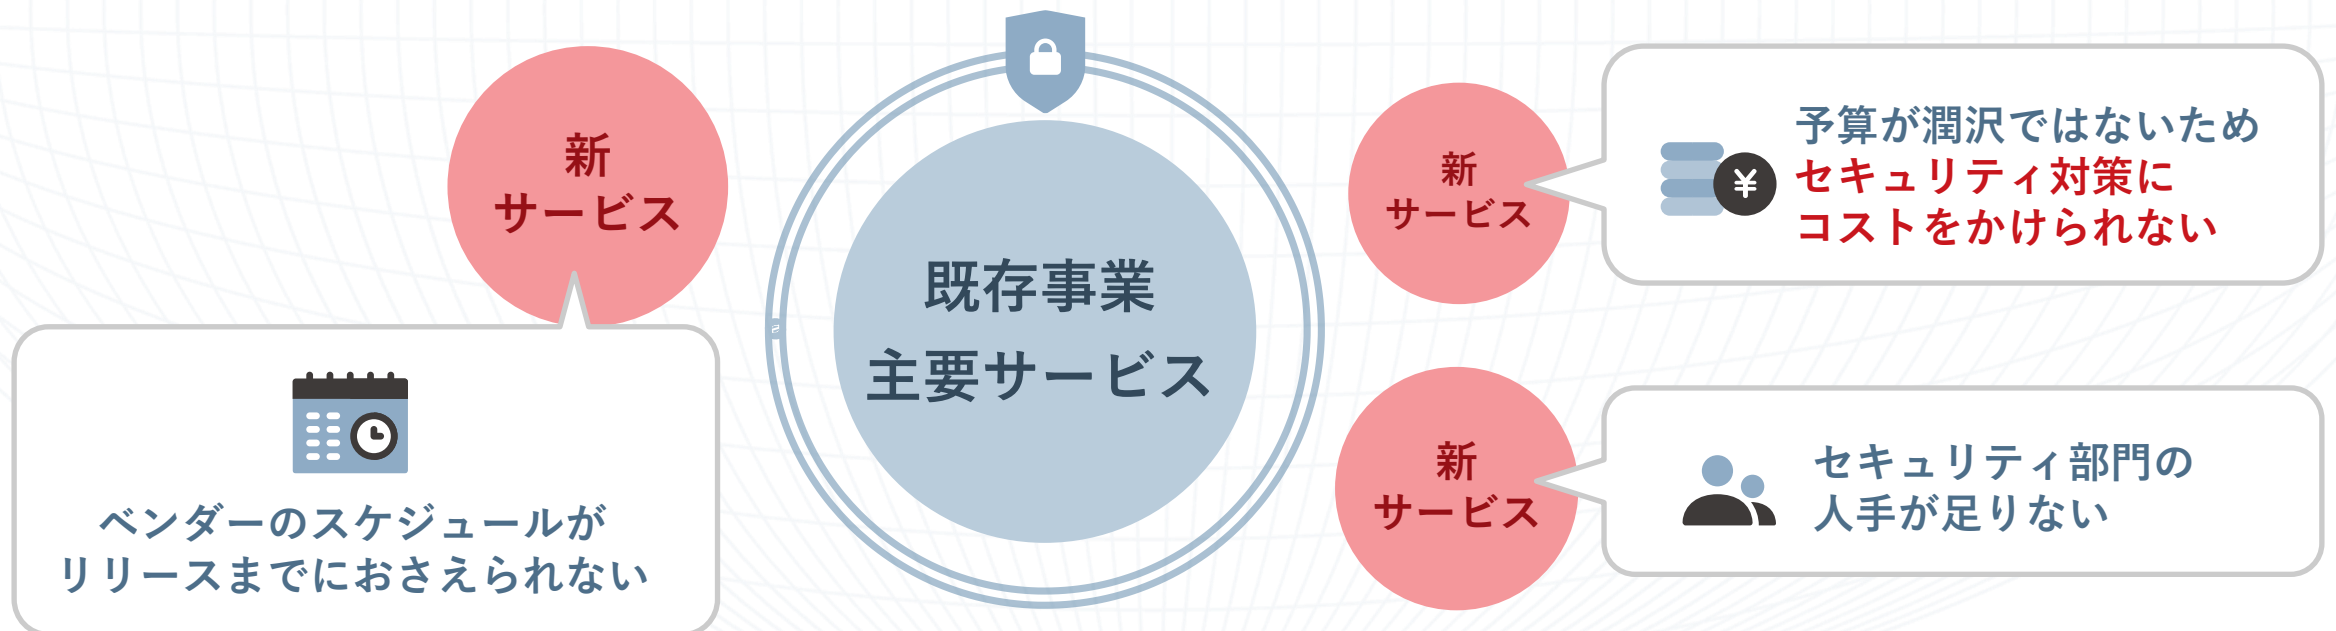 新
サービス
ベンダーのスケジュールが
リリースまでにおさえられない
既存事業
主要サービス
新
サービス
¥
予算が潤沢ではないため
セキュリティ対策に
コストをかけられない
新
サービス
セキュリティ部門の
人手が足りない